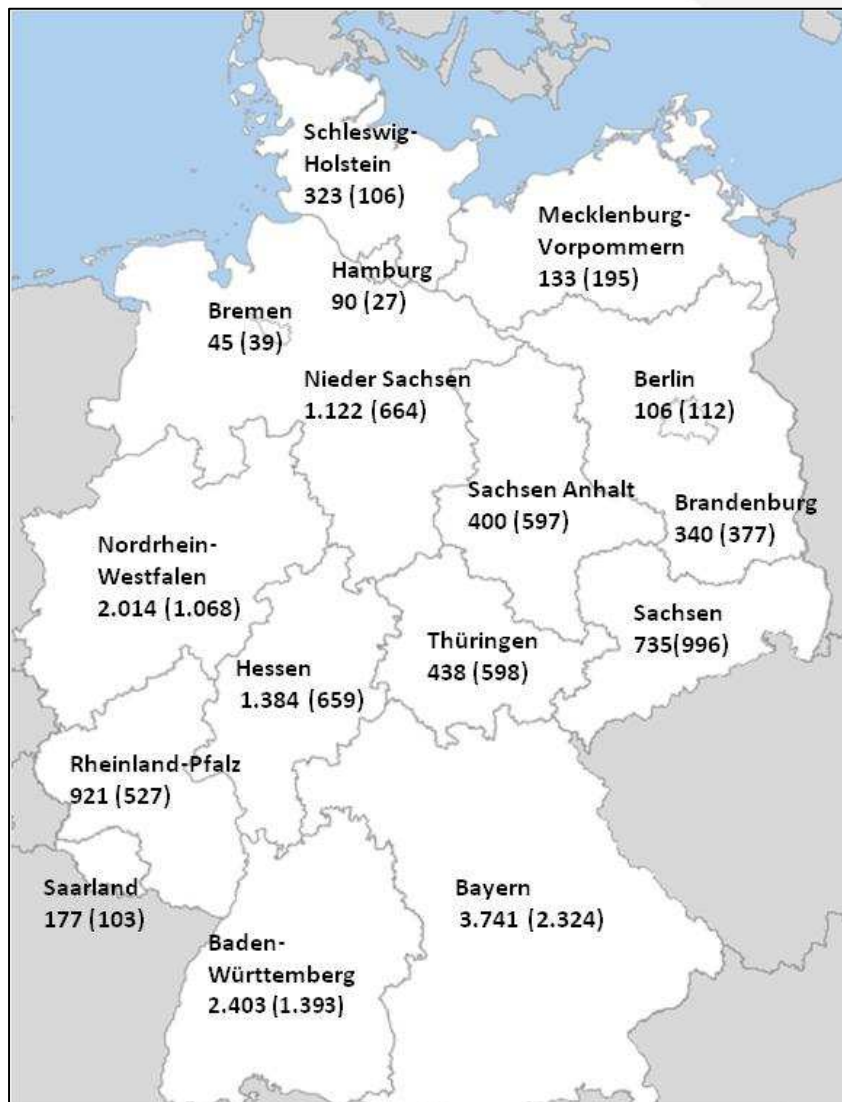 Schleswig-
Holstein
323 (106)
Mecklenburg-
Vorpommern
133 (195)
Hamburg
90 (27)
Bremen
45 (39)
Nieder Sachsen
1.122 (664)
Berlin
106 (112)
Sachsen Anhalt
400 (597)
Brandenburg
340 (377)
Nordrhein-
Westfalen
2.014 (1.068)
Sachsen
735(996)
Thüringen
438 (598)
Hessen
1.384 (659)
Rheinland-Pfalz
921 (527)
Saarland
177 (103)
Bayern
3.741 (2.324)
Baden-
Württemberg
2.403 (1.393)